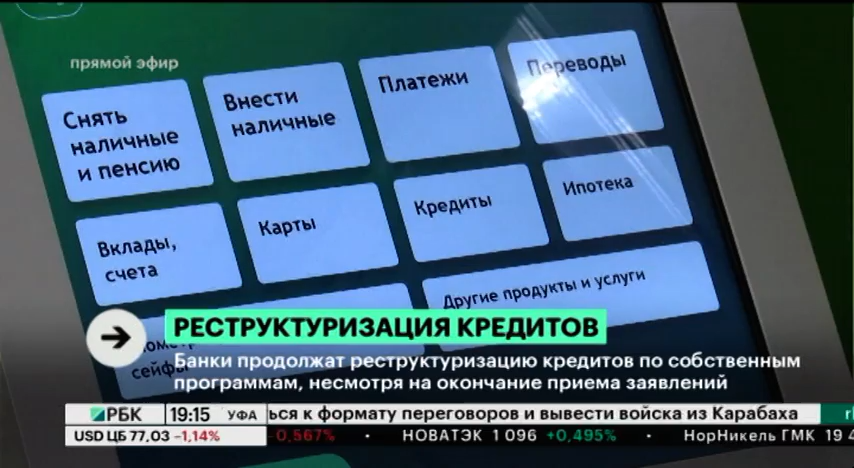 прямой эфир
Снять
наличные
и пенсию
Внести
наличные
Платежи
Переводы
Вклады,
счета
Карты
Кредиты
Ипотека
Другие продукты и услуги
сейфы
РЕСТРУКТУРИЗАЦИЯ КРЕДИТОВ
Банки продолжат реструктуризацию кредитов по собственным
программам, несмотря на окончание приема заявлений
РБК 19:15 УФА ься к формату переговоров и вывести войска из Карабаха
USD ЦБ 77,03 -1,14% -0,567% • НОВАТЭК 1 096 +0,495% • НорНикель ГМК 19 4